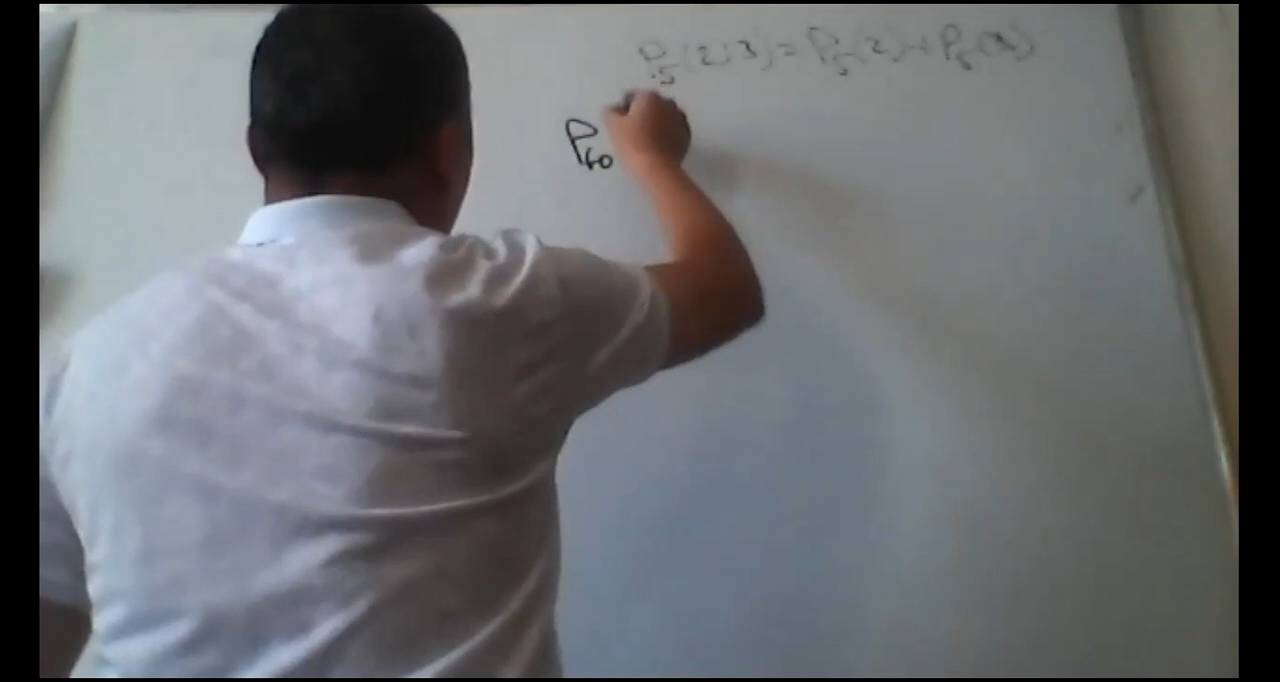 P₅(2,3) = P₅(2) + P₅(3)
P₆₀